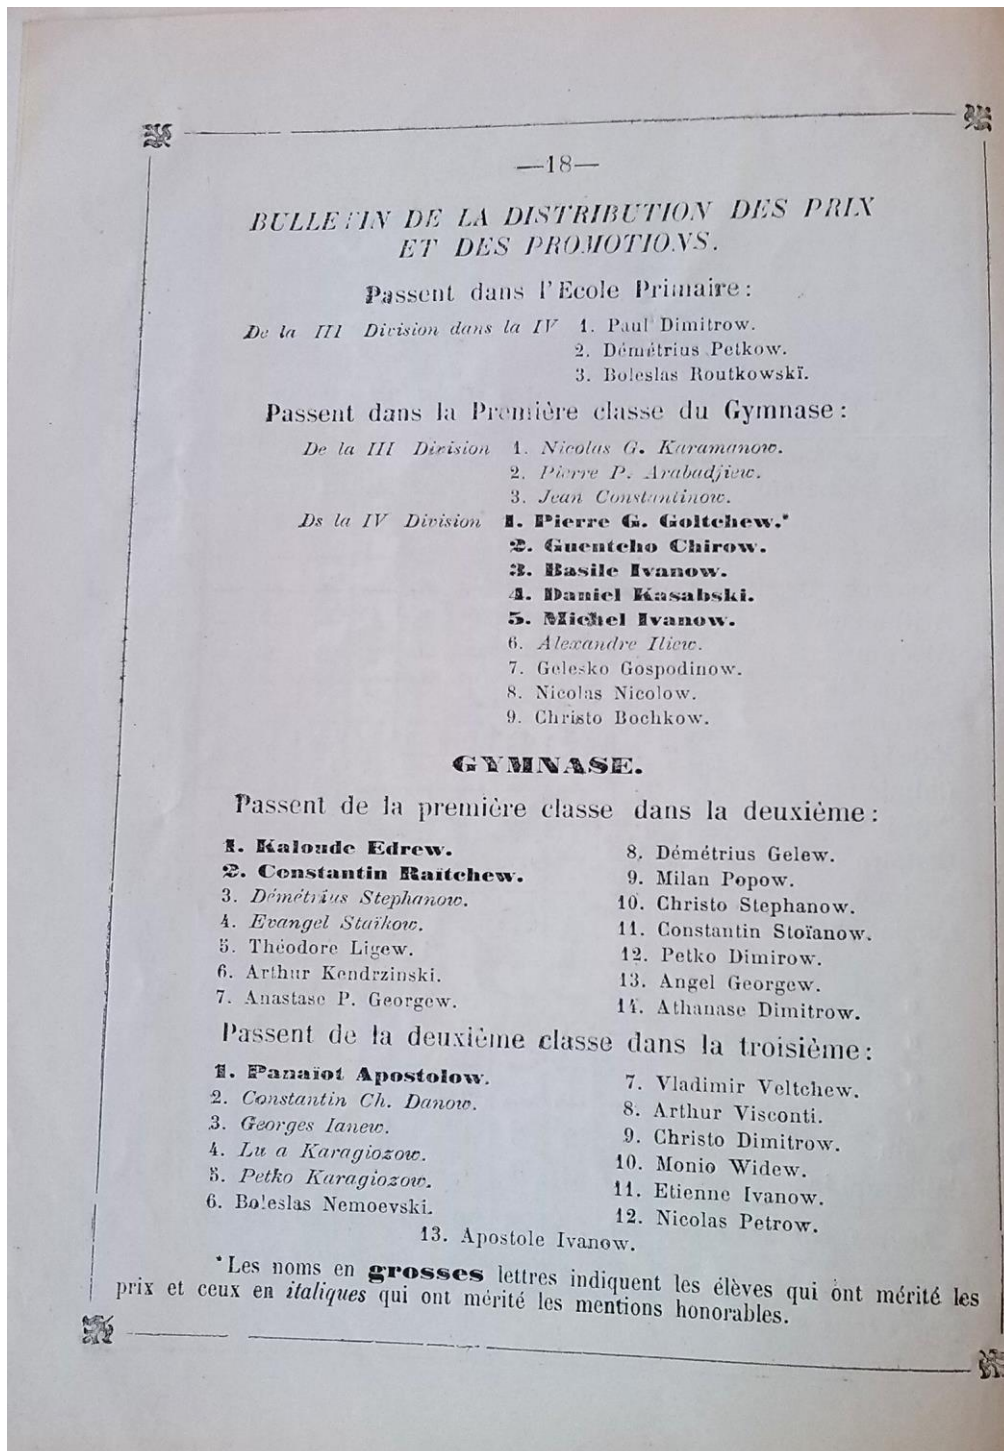 —18—
BULLETIN DE LA DISTRIBUTION DES PRIX
ET DES PROMOTIONS.
Passent dans l'Ecole Primaire:
De la III Division dans la IV 1. Paul Dimitrow.
2. Démétrius Petkow.
3. Boleslas Routkowskï.
Passent dans la Première classe du Gymnase:
De la III Division 1. Nicolas G. Karamanow.
2. Pierre P. Arabadjiew.
3. Jean Constantinow.
Ds la IV Division 1. Pierre G. Goltchew.*
2. Guentcho Chirow.
3. Basile Ivanow.
4. Daniel Kasabski.
5. Michel Ivanow.
6. Alexandre Iliew.
7. Gelesko Gospodinow.
8. Nicolas Nicolow.
9. Christo Bochkow.
GYMNASE.
Passent de la première classe dans la deuxième:
1. Kaloude Edrew.
2. Constantin Raïtchew.
3. Démétrius Stephanow.
4. Evangel Staïkow.
5. Théodore Ligew.
6. Arthur Kendrzinski.
7. Anastase P. Georgew.
8. Démétrius Gelew.
9. Milan Popow.
10. Christo Stephanow.
11. Constantin Stoïanow.
12. Petko Dimirow.
13. Angel Georgew.
14. Athanase Dimitrow.
Passent de la deuxième classe dans la troisième:
1. Panaïot Apostolow.
2. Constantin Ch. Danow.
3. Georges Ianew.
4. Lu a Karagiozow.
5. Petko Karagiozow.
6. Boleslas Nemoevski.
7. Vladimir Veltchew.
8. Arthur Visconti.
9. Christo Dimitrow.
10. Monio Widew.
11. Etienne Ivanow.
12. Nicolas Petrow.
13. Apostole Ivanow.
*Les noms en grosses lettres indiquent les élèves qui ont mérité les
prix et ceux en italiques qui ont mérité les mentions honorables.